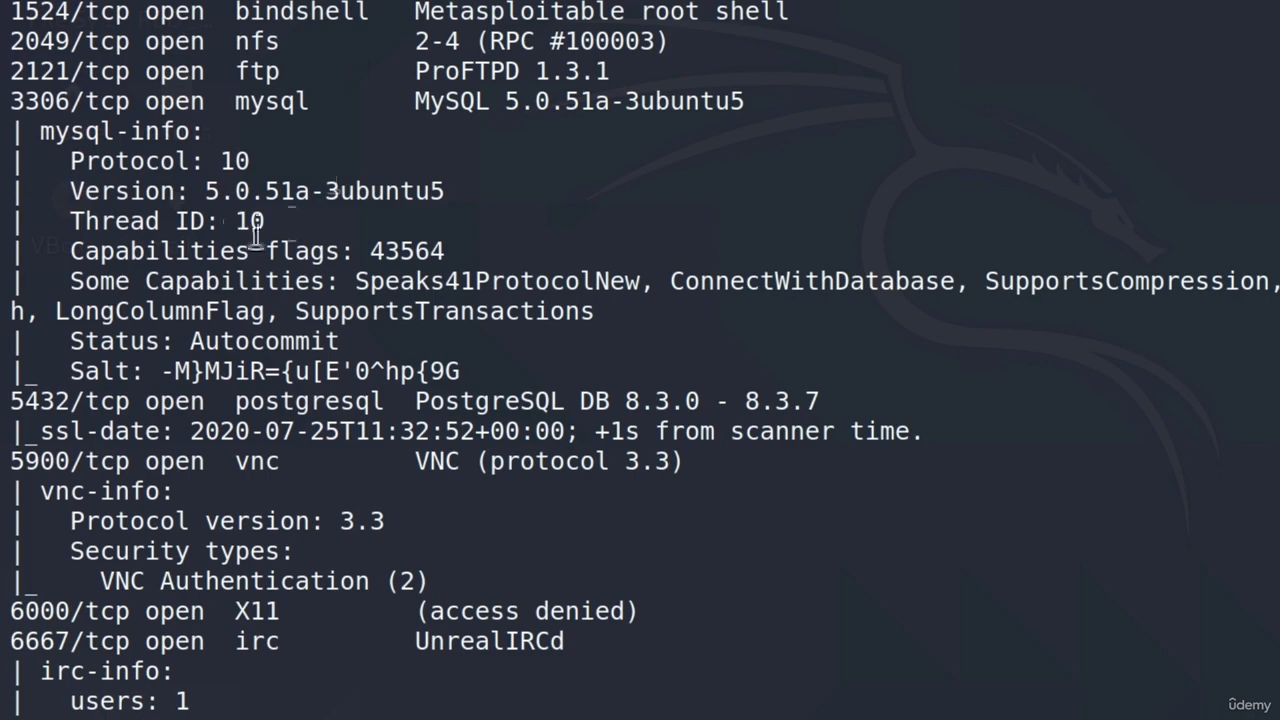 1524/tcp open  bindshell   Metasploitable root shell
2049/tcp open  nfs         2-4 (RPC #100003)
2121/tcp open  ftp         ProFTPD 1.3.1
3306/tcp open  mysql       MySQL 5.0.51a-3ubuntu5
| mysql-info:
|   Protocol: 10
|   Version: 5.0.51a-3ubuntu5
|   Thread ID: 10
|   Capabilities flags: 43564
|   Some Capabilities: Speaks41ProtocolNew, ConnectWithDatabase, SupportsCompression,
h, LongColumnFlag, SupportsTransactions
|   Status: Autocommit
|_  Salt: -M}MJiR={u[E'0^hp{9G
5432/tcp open  postgresql  PostgreSQL DB 8.3.0 - 8.3.7
|_ssl-date: 2020-07-25T11:32:52+00:00; +1s from scanner time.
5900/tcp open  vnc         VNC (protocol 3.3)
| vnc-info:
|   Protocol version: 3.3
|   Security types:
|_    VNC Authentication (2)
6000/tcp open  X11         (access denied)
6667/tcp open  irc         UnrealIRCd
| irc-info:
|   users: 1
ûdemy